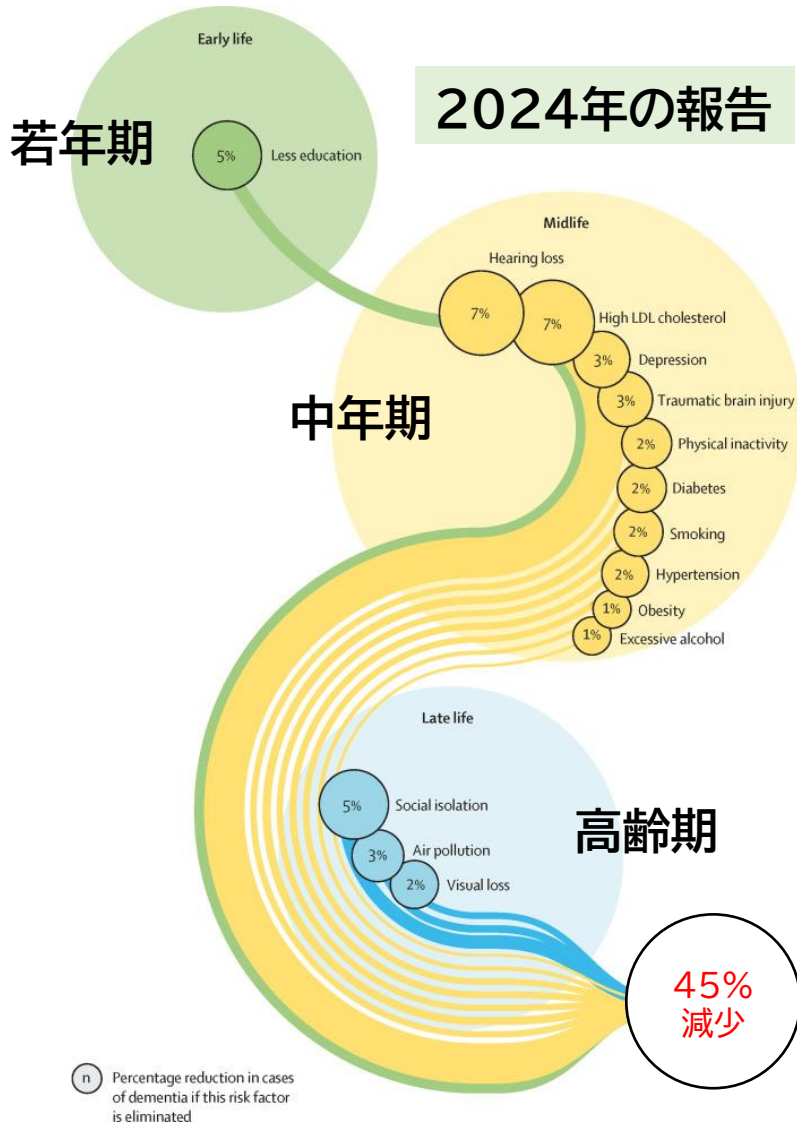 Early life
2024年の報告
若年期
5%
Less education
Midlife
Hearing loss
7%
7%
High LDL cholesterol
3%
Depression
3%
Traumatic brain injury
中年期
2%
Physical inactivity
2%
Diabetes
2%
Smoking
2%
Hypertension
1%
Obesity
1%
Excessive alcohol
Late life
5%
Social isolation
高齢期
3%
Air pollution
2%
Visual loss
45%
減少
n
Percentage reduction in cases
of dementia if this risk factor
is eliminated